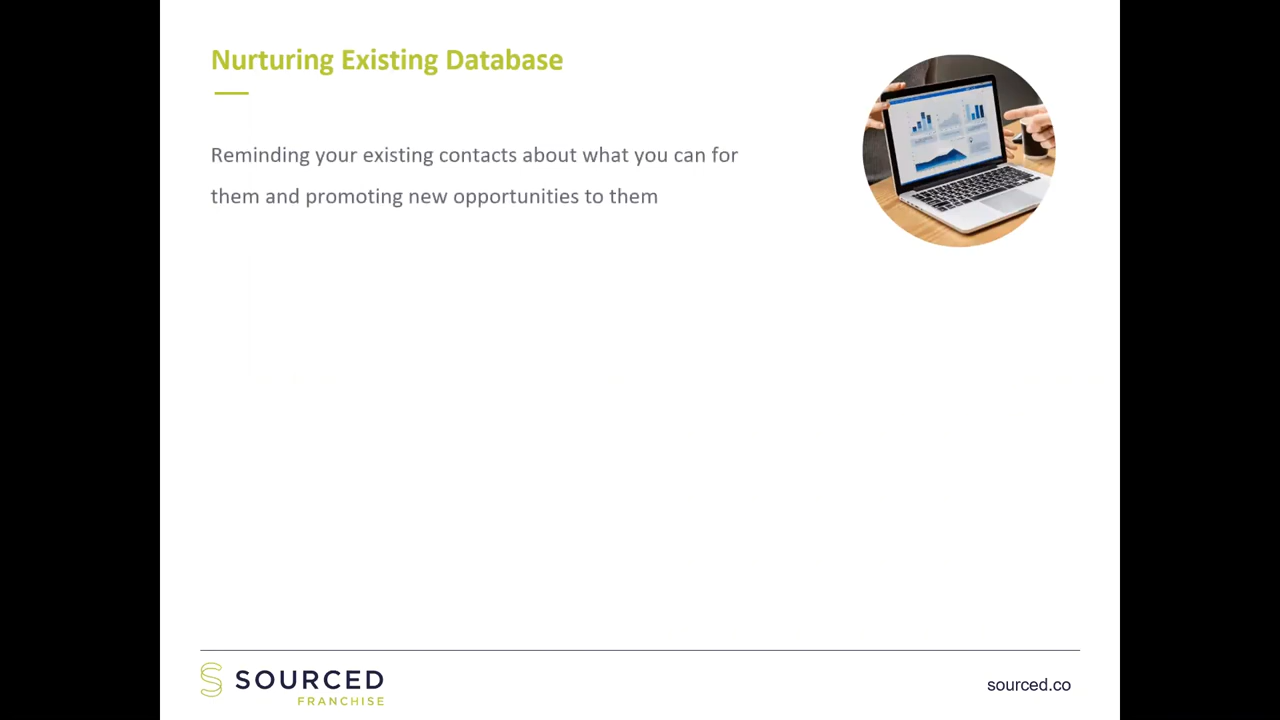 Nurturing Existing Database
Reminding your existing contacts about what you can for
them and promoting new opportunities to them
SOURCED
FRANCHISE
sourced.co